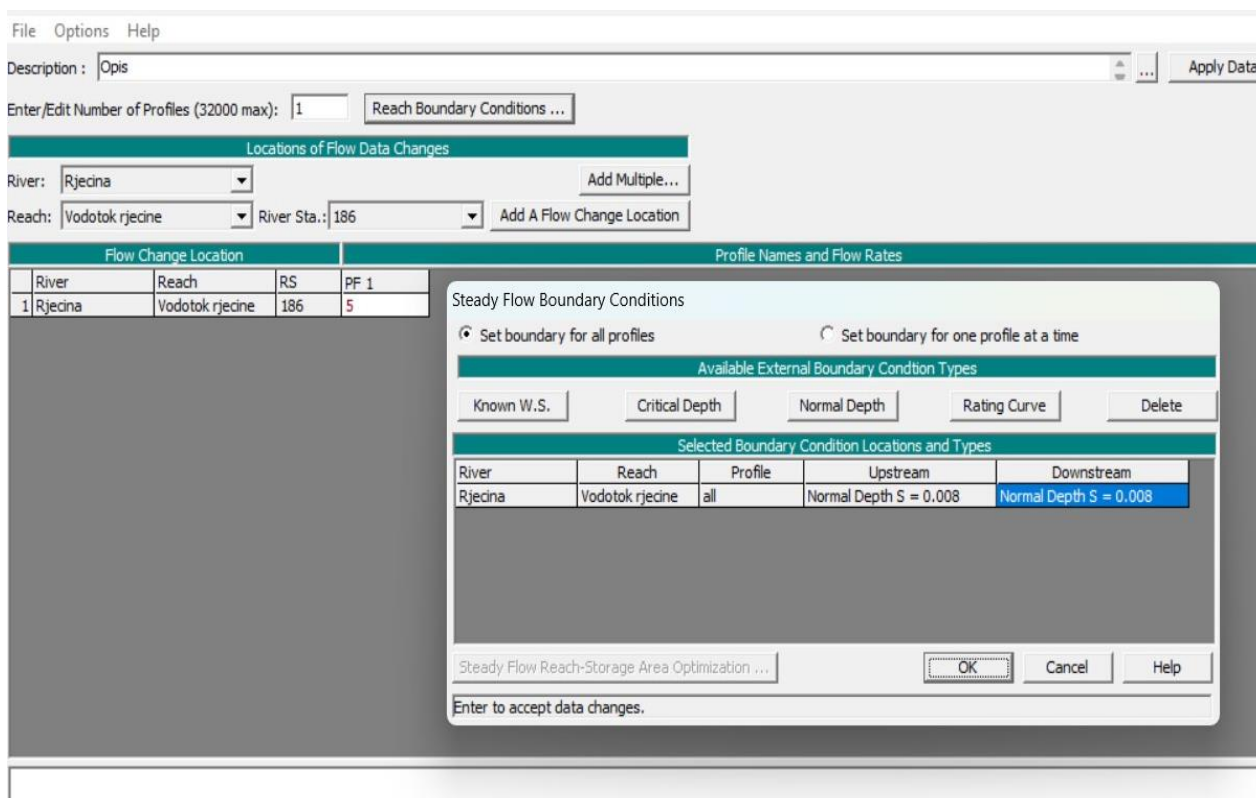 File Options Help
Description : Opis ... Apply Data
Enter/Edit Number of Profiles (32000 max): 1 Reach Boundary Conditions ...
Locations of Flow Data Changes
River: Rjecina Add Multiple...
Reach: Vodotok rjecine River Sta.: 186 Add A Flow Change Location
Flow Change Location Profile Names and Flow Rates
River Reach RS PF 1
1 Rjecina Vodotok rjecine 186 5
Steady Flow Boundary Conditions
Set boundary for all profiles Set boundary for one profile at a time
Available External Boundary Condtion Types
Known W.S. Critical Depth Normal Depth Rating Curve Delete
Selected Boundary Condition Locations and Types
River Reach Profile Upstream Downstream
Rjecina Vodotok rjecine all Normal Depth S = 0.008 Normal Depth S = 0.008
Steady Flow Reach-Storage Area Optimization ... OK Cancel Help
Enter to accept data changes.